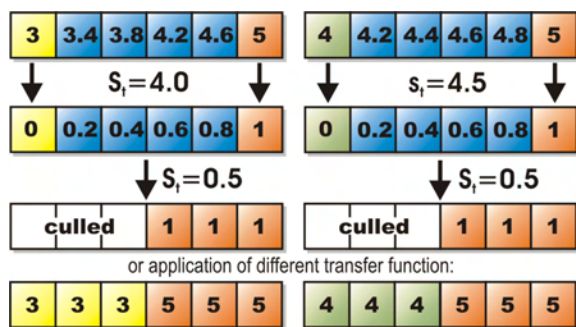 3 3.4 3.8 4.2 4.6 5 4 4.2 4.4 4.6 4.8 5
St=4.0 St=4.5
0 0.2 0.4 0.6 0.8 1 0 0.2 0.4 0.6 0.8 1
St=0.5 St=0.5
culled 1 1 1 culled 1 1 1
or application of different transfer function:
3 3 3 5 5 5 4 4 4 5 5 5